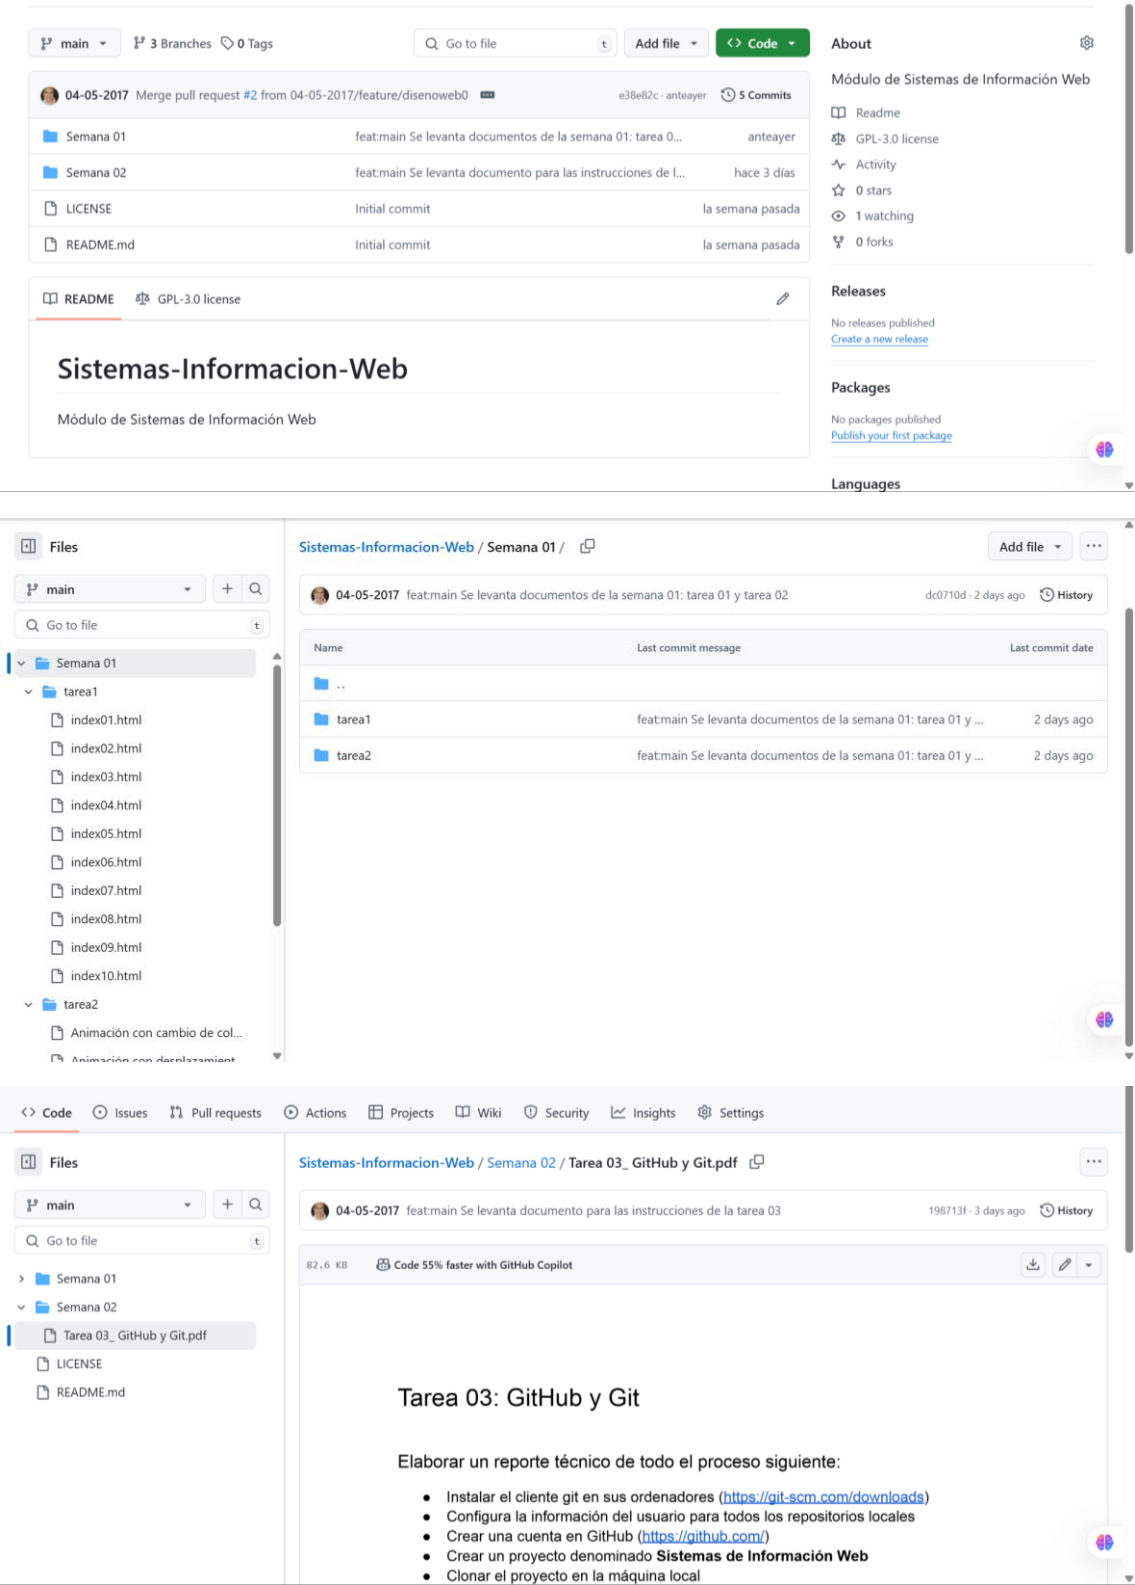 main
3 Branches
0 Tags
Go to file
t
Add file
<> Code
04-05-2017 Merge pull request #2 from 04-05-2017/feature/disenoweb0
e38e82c · anteayer
5 Commits
Semana 01
feat:main Se levanta documentos de la semana 01: tarea 0...
anteayer
Semana 02
feat:main Se levanta documento para las instrucciones de l...
hace 3 días
LICENSE
Initial commit
la semana pasada
README.md
Initial commit
la semana pasada
README
GPL-3.0 license
Sistemas-Informacion-Web
Módulo de Sistemas de Información Web
About
Módulo de Sistemas de Información Web
Readme
GPL-3.0 license
Activity
0 stars
1 watching
0 forks
Releases
No releases published
Create a new release
Packages
No packages published
Publish your first package
Languages
Files
main
Go to file
t
Semana 01
tarea1
index01.html
index02.html
index03.html
index04.html
index05.html
index06.html
index07.html
index08.html
index09.html
index10.html
tarea2
Animación con cambio de col...
Animación con desplazamient
Sistemas-Informacion-Web / Semana 01 /
Add file
04-05-2017 feat:main Se levanta documentos de la semana 01: tarea 01 y tarea 02
dc0710d · 2 days ago
History
Name
Last commit message
Last commit date
..
tarea1
feat:main Se levanta documentos de la semana 01: tarea 01 y ...
2 days ago
tarea2
feat:main Se levanta documentos de la semana 01: tarea 01 y ...
2 days ago
<> Code
Issues
Pull requests
Actions
Projects
Wiki
Security
Insights
Settings
Files
main
Go to file
t
Semana 01
Semana 02
Tarea 03_ GitHub y Git.pdf
LICENSE
README.md
Sistemas-Informacion-Web / Semana 02 / Tarea 03_ GitHub y Git.pdf
04-05-2017 feat:main Se levanta documento para las instrucciones de la tarea 03
198713f · 3 days ago
History
82.6 KB
Code 55% faster with GitHub Copilot
Tarea 03: GitHub y Git
Elaborar un reporte técnico de todo el proceso siguiente:
● Instalar el cliente git en sus ordenadores (https://git-scm.com/downloads)
● Configura la información del usuario para todos los repositorios locales
● Crear una cuenta en GitHub (https://github.com/)
● Crear un proyecto denominado Sistemas de Información Web
● Clonar el proyecto en la máquina local